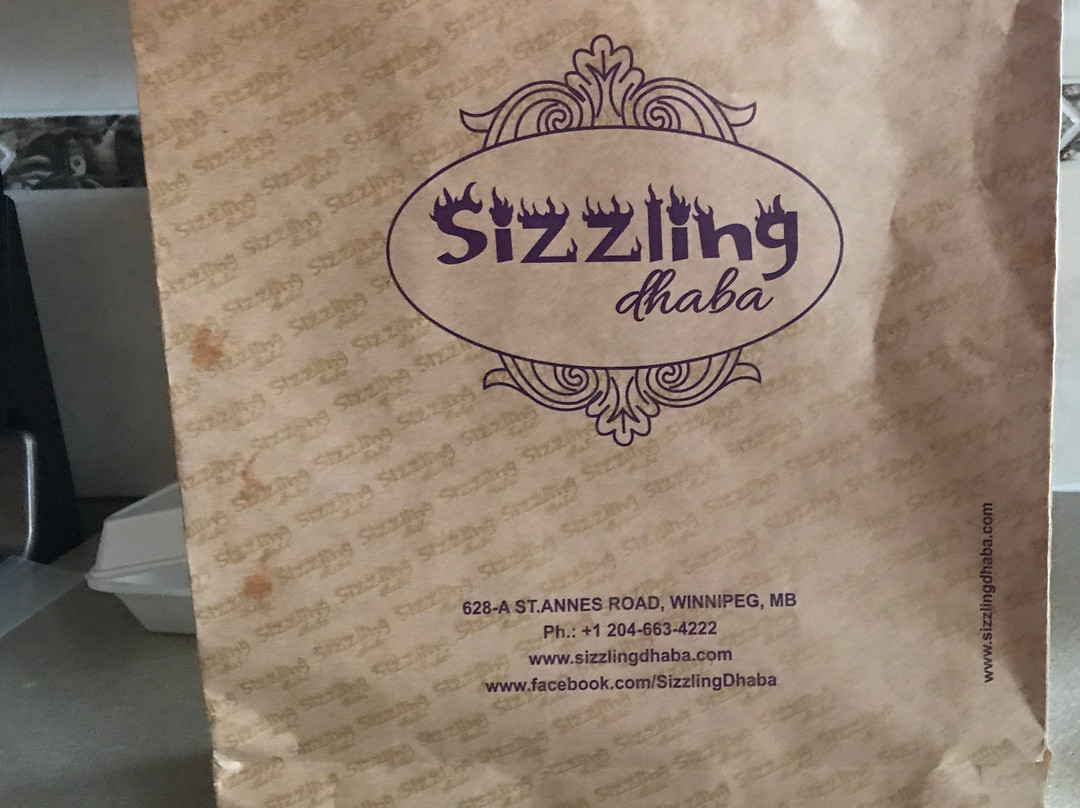 Sizzling
dhaba
628-A ST.ANNES ROAD, WINNIPEG, MB
Ph.: +1 204-663-4222
www.sizzlingdhaba.com
www.facebook.com/SizzlingDhaba
www.sizzlingdhaba.com